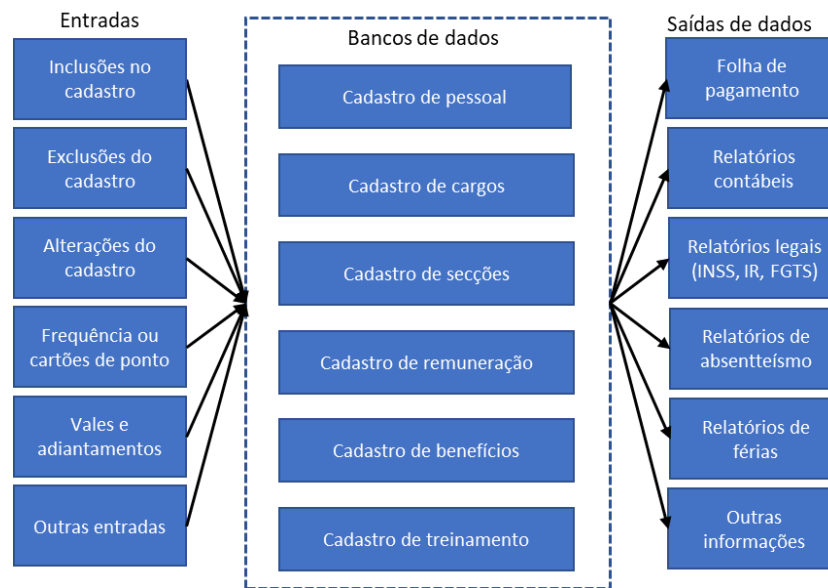 Entradas
Inclusões no
cadastro
Exclusões do
cadastro
Alterações do
cadastro
Frequência ou
cartões de ponto
Vales e
adiantamentos
Outras entradas
Bancos de dados
Cadastro de pessoal
Cadastro de cargos
Cadastro de secções
Cadastro de remuneração
Cadastro de benefícios
Cadastro de treinamento
Saídas de dados
Folha de
pagamento
Relatórios
contábeis
Relatórios legais
(INSS, IR, FGTS)
Relatórios de
absentteísmo
Relatórios de
férias
Outras
informações